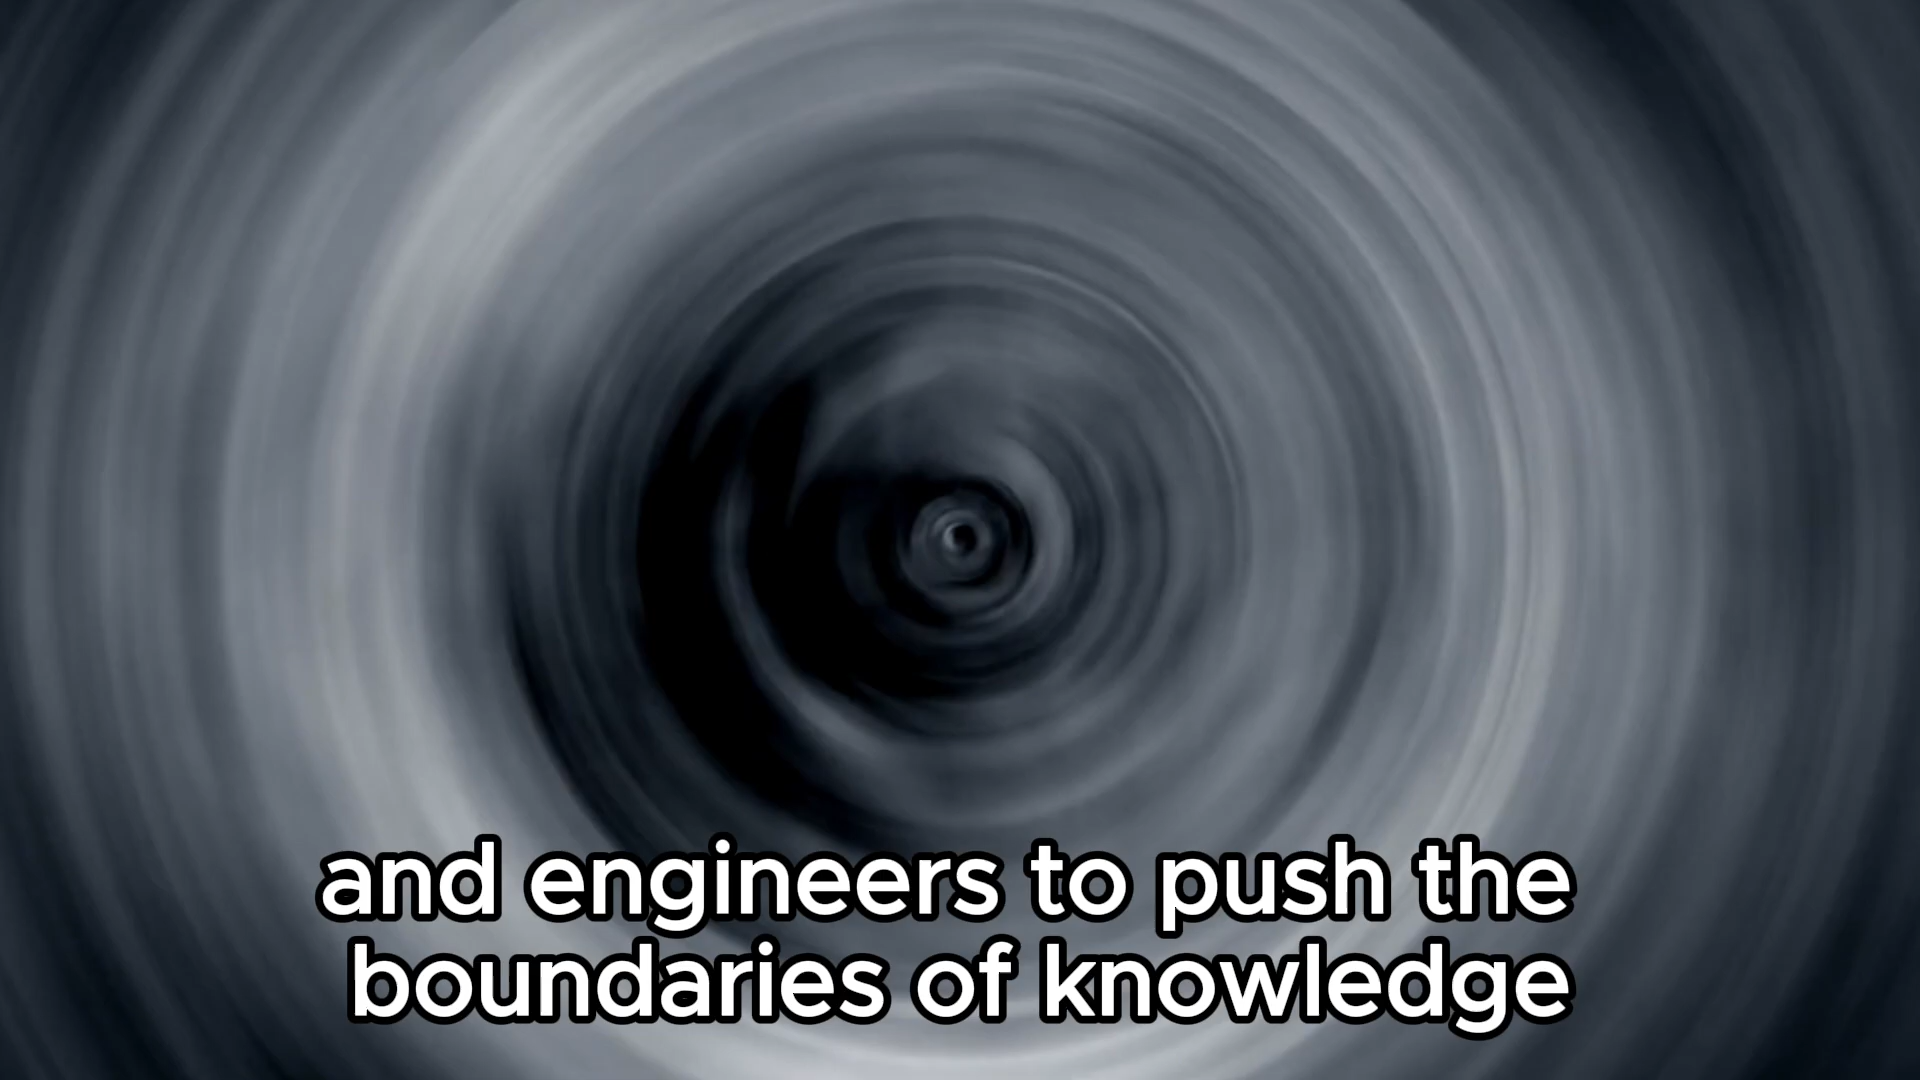 and engineers to push the
boundaries of knowledge